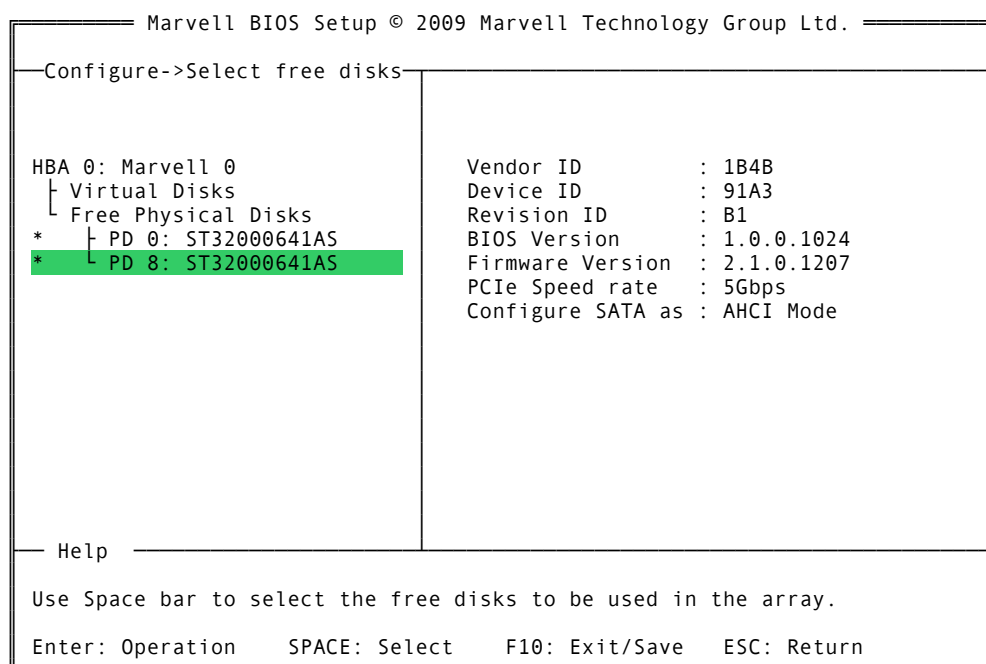 Marvell BIOS Setup © 2009 Marvell Technology Group Ltd.
Configure->Select free disks
HBA 0: Marvell 0
Virtual Disks
Free Physical Disks
* PD 0: ST32000641AS
* PD 8: ST32000641AS
Vendor ID : 1B4B
Device ID : 91A3
Revision ID : B1
BIOS Version : 1.0.0.1024
Firmware Version : 2.1.0.1207
PCIe Speed rate : 5Gbps
Configure SATA as : AHCI Mode
Help
Use Space bar to select the free disks to be used in the array.
Enter: Operation SPACE: Select F10: Exit/Save ESC: Return